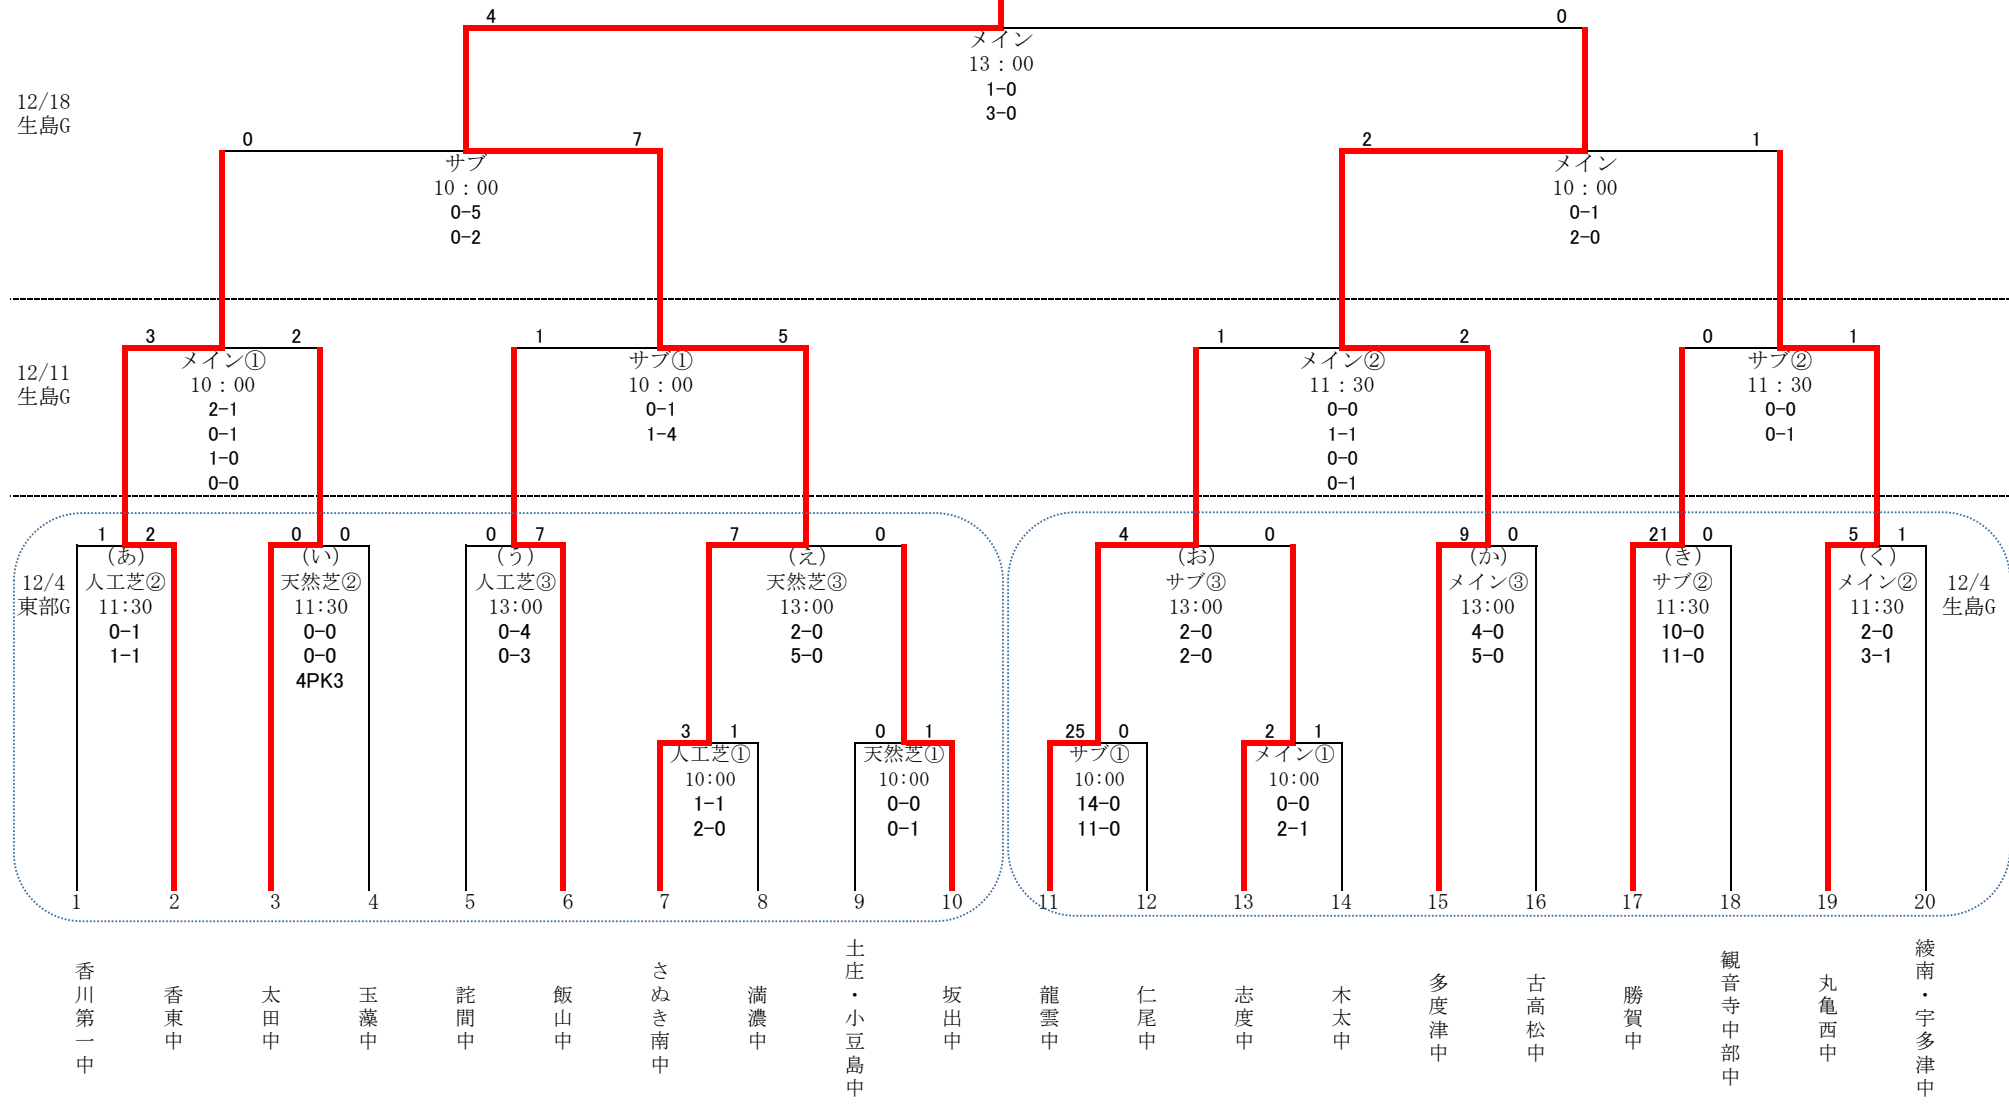 4
0
メイン
13：00
1-0
3-0
12/18
生島G
0
7
サブ
10：00
0-5
0-2
2
1
メイン
10：00
0-1
2-0
12/11
生島G
3
2
メイン①
10：00
2-1
0-1
1-0
0-0
1
5
サブ①
10：00
0-1
1-4
1
2
メイン②
11：30
0-0
1-1
0-0
0-1
0
1
サブ②
11：30
0-0
0-1
12/4
東部G
1
2
(あ)
人工芝②
11:30
0-1
1-1
0
0
(い)
天然芝②
11:30
0-0
0-0
4PK3
0
7
(う)
人工芝③
13:00
0-4
0-3
7
0
(え)
天然芝③
13:00
2-0
5-0
4
0
(お)
サブ③
13:00
2-0
2-0
9
0
(か)
メイン③
13:00
4-0
5-0
21
0
(き)
サブ②
11:30
10-0
11-0
5
1
(く)
メイン②
11:30
2-0
3-1
12/4
生島G
3
1
人工芝①
10:00
1-1
2-0
0
1
天然芝①
10:00
0-0
0-1
25
0
サブ①
10:00
14-0
11-0
2
1
メイン①
10:00
0-0
2-1
1
2
3
4
5
6
7
8
9
10
11
12
13
14
15
16
17
18
19
20
香川第一中
香東中
太田中
玉藻中
詫間中
飯山中
さぬき南中
満濃中
土庄・小豆島中
坂出中
龍雲中
仁尾中
志度中
木太中
多度津中
古高松中
勝賀中
観音寺中部中
丸亀西中
綾南・宇多津中